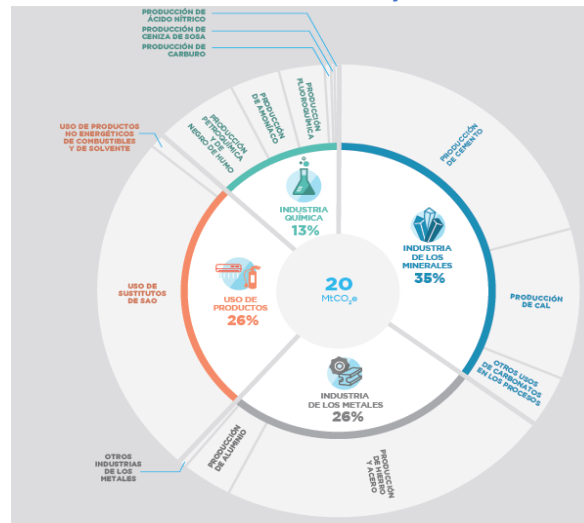 PRODUCCIÓN DE
ÁCIDO NÍTRICO
PRODUCCIÓN DE
CENIZA DE SOSA
PRODUCCIÓN DE
CARBURO
USO DE PRODUCTOS
NO ENERGÉTICOS
DE COMBUSTIBLES
Y DE SOLVENTE
PRODUCCIÓN
PETROQUÍMICA
Y DE
NEGRO DE HUMO
PRODUCCIÓN
DE AMONÍACO
PRODUCCIÓN
FLUOROQUÍMICA
PRODUCCIÓN
DE CEMENTO
INDUSTRIA
QUÍMICA
13%
INDUSTRIA
DE LOS
MINERALES
35%
USO DE
SUSTITUTOS
DE SAO
USO DE
PRODUCTOS
26%
20
MtCO₂e
PRODUCCIÓN
DE CAL
OTROS USOS
DE CARBONATOS
EN LOS PROCESOS
INDUSTRIA
DE LOS METALES
26%
OTROS
INDUSTRIAS
DE LOS
METALES
PRODUCCIÓN
DE ALUMINIO
PRODUCCIÓN
DE HIERRO
Y ACERO